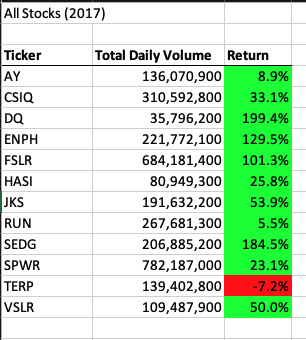 All Stocks (2017)
Ticker Total Daily Volume Return
AY 136,070,900 8.9%
CSIQ 310,592,800 33.1%
DQ 35,796,200 199.4%
ENPH 221,772,100 129.5%
FSLR 684,181,400 101.3%
HASI 80,949,300 25.8%
JKS 191,632,200 53.9%
RUN 267,681,300 5.5%
SEDG 206,885,200 184.5%
SPWR 782,187,000 23.1%
TERP 139,402,800 -7.2%
VSLR 109,487,900 50.0%